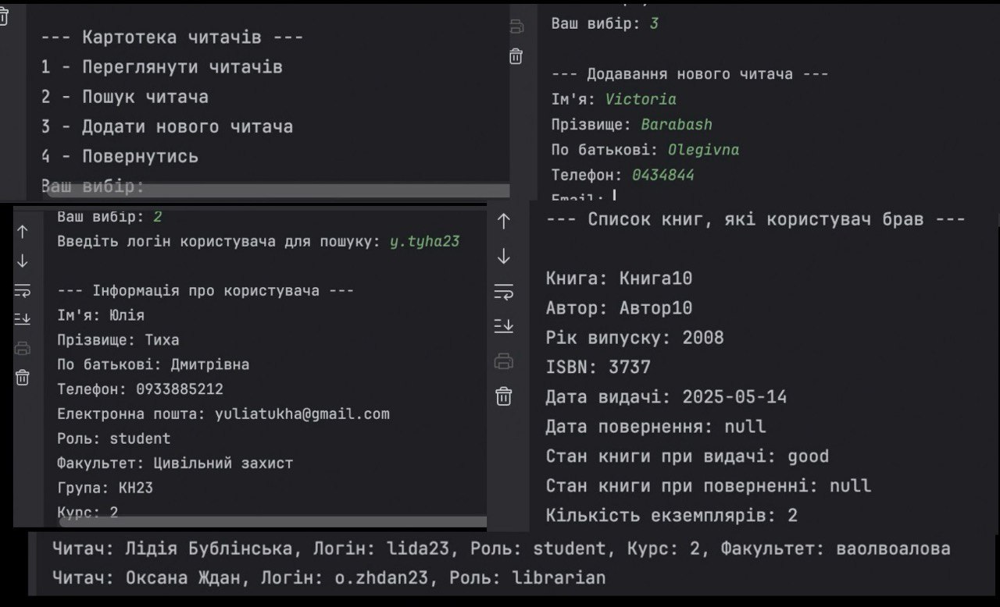 --- Картотека читачів ---
1 - Переглянути читачів
2 - Пошук читача
3 - Додати нового читача
4 - Повернутись
Ваш вибір:
Ваш вибір: 3
--- Додавання нового читача ---
Ім'я: Victoria
Прізвище: Barabash
По батькові: Olegivna
Телефон: 0434844
Email:
Ваш вибір: 2
Введіть логін користувача для пошуку: y.tyha23
--- Інформація про користувача ---
Ім'я: Юлія
Прізвище: Тиха
По батькові: Дмитрівна
Телефон: 0933885212
Електронна пошта: yuliatukha@gmail.com
Роль: student
Факультет: Цивільний захист
Група: КН23
Курс: 2
--- Список книг, які користувач брав ---
Книга: Книга10
Автор: Автор10
Рік випуску: 2008
ISBN: 3737
Дата видачі: 2025-05-14
Дата повернення: null
Стан книги при видачі: good
Стан книги при поверненні: null
Кількість екземплярів: 2
Читач: Лідія Бублінська, Логін: lida23, Роль: student, Курс: 2, Факультет: ваолвоалова
Читач: Оксана Ждан, Логін: o.zhdan23, Роль: librarian